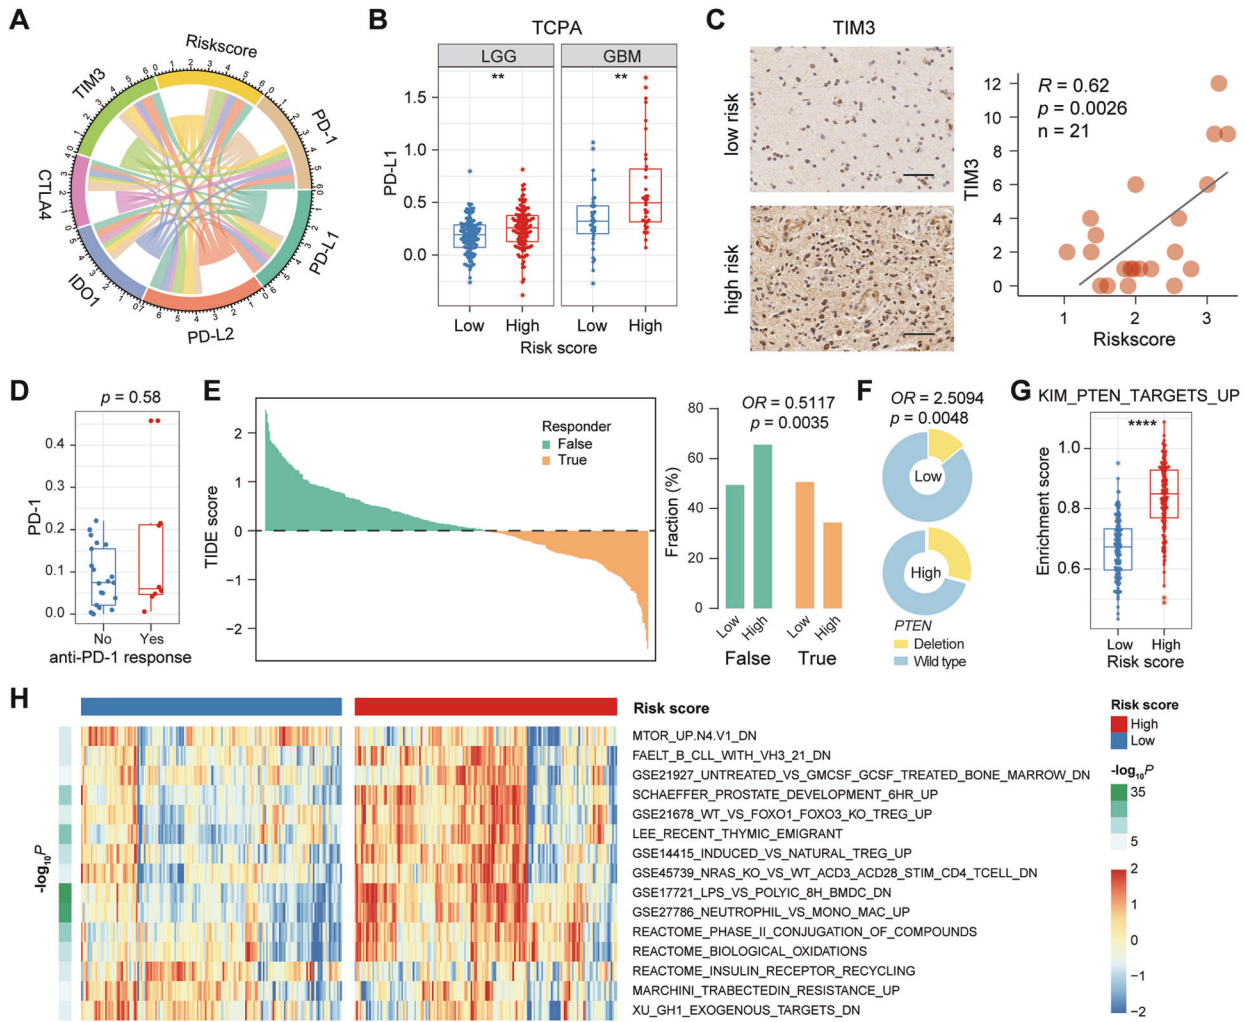 A
Riskscore
PD-1
PD-L1
PD-L2
IDO1
CTLA4
TIM3
B
TCPA
LGG
GBM
**
**
PD-L1
1.5
1.0
0.5
0.0
Low
High
Low
High
Risk score
C
TIM3
low risk
high risk
R = 0.62
p = 0.0026
n = 21
TIM3
12
10
8
6
4
2
0
1
2
3
Riskscore
D
p = 0.58
PD-1
0.4
0.3
0.2
0.1
0.0
No
Yes
anti-PD-1 response
E
TIDE score
2
1
0
−1
−2
Responder
False
True
OR = 0.5117
p = 0.0035
Fraction (%)
80
60
40
20
0
Low
High
Low
High
False
True
F
OR = 2.5094
p = 0.0048
Low
High
PTEN
Deletion
Wild type
G
KIM_PTEN_TARGETS_UP
****
Enrichment score
1.0
0.8
0.6
Low
High
Risk score
H
-log10P
Risk score
MTOR_UP.N4.V1_DN
FAELT_B_CLL_WITH_VH3_21_DN
GSE21927_UNTREATED_VS_GMCSF_GCSF_TREATED_BONE_MARROW_DN
SCHAEFFER_PROSTATE_DEVELOPMENT_6HR_UP
GSE21678_WT_VS_FOXO1_FOXO3_KO_TREG_UP
LEE_RECENT_THYMIC_EMIGRANT
GSE14415_INDUCED_VS_NATURAL_TREG_UP
GSE45739_NRAS_KO_VS_WT_ACD3_ACD28_STIM_CD4_TCELL_DN
GSE17721_LPS_VS_POLYIC_8H_BMDC_DN
GSE27786_NEUTROPHIL_VS_MONO_MAC_UP
REACTOME_PHASE_II_CONJUGATION_OF_COMPOUNDS
REACTOME_BIOLOGICAL_OXIDATIONS
REACTOME_INSULIN_RECEPTOR_RECYCLING
MARCHINI_TRABECTEDIN_RESISTANCE_UP
XU_GH1_EXOGENOUS_TARGETS_DN
Risk score
High
Low
-log10P
35
5
2
1
0
−1
−2